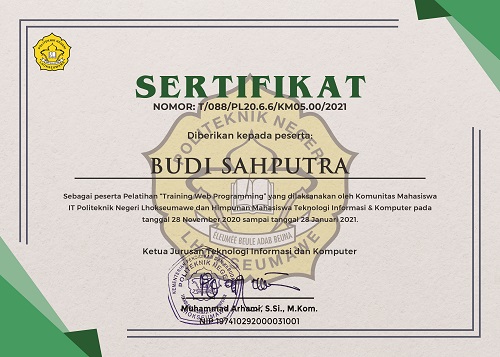 SERTIFIKAT
NOMOR: T/088/PL20.6.6/KM05.00/2021
Diberikan kepada peserta:
BUDI SAHPUTRA
Sebagai peserta Pelatihan "Training Web Programming" yang dilaksanakan oleh Komunitas Mahasiswa
IT Politeknik Negeri Lhokseumawe dan Himpunan Mahasiswa Teknologi Informasi & Komputer pada
tanggal 28 November 2020 sampai tanggal 28 Januari 2021.
POLITEKNIK NEGERI
ELEUMEE BEULE ADAB BEUNA
LHOKSEUMAWE
Ketua Jurusan Teknologi Informasi dan Komputer
POLITEKNIK NEGERI
LHOKSEUMAWE
Muhammad Arhami, S.Si., M.Kom.
NIP 197410292000031001